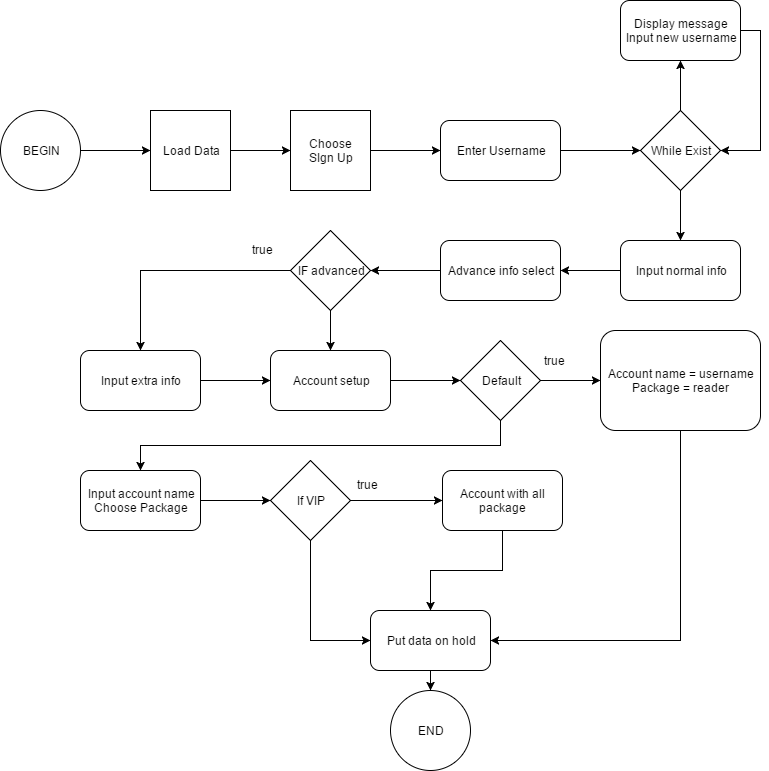 Display message
Input new username
BEGIN
Load Data
Choose
SIgn Up
Enter Username
While Exist
true
IF advanced
Advance info select
Input normal info
Input extra info
Account setup
Default
true
Account name = username
Package = reader
Input account name
Choose Package
If VIP
true
Account with all
package
Put data on hold
END